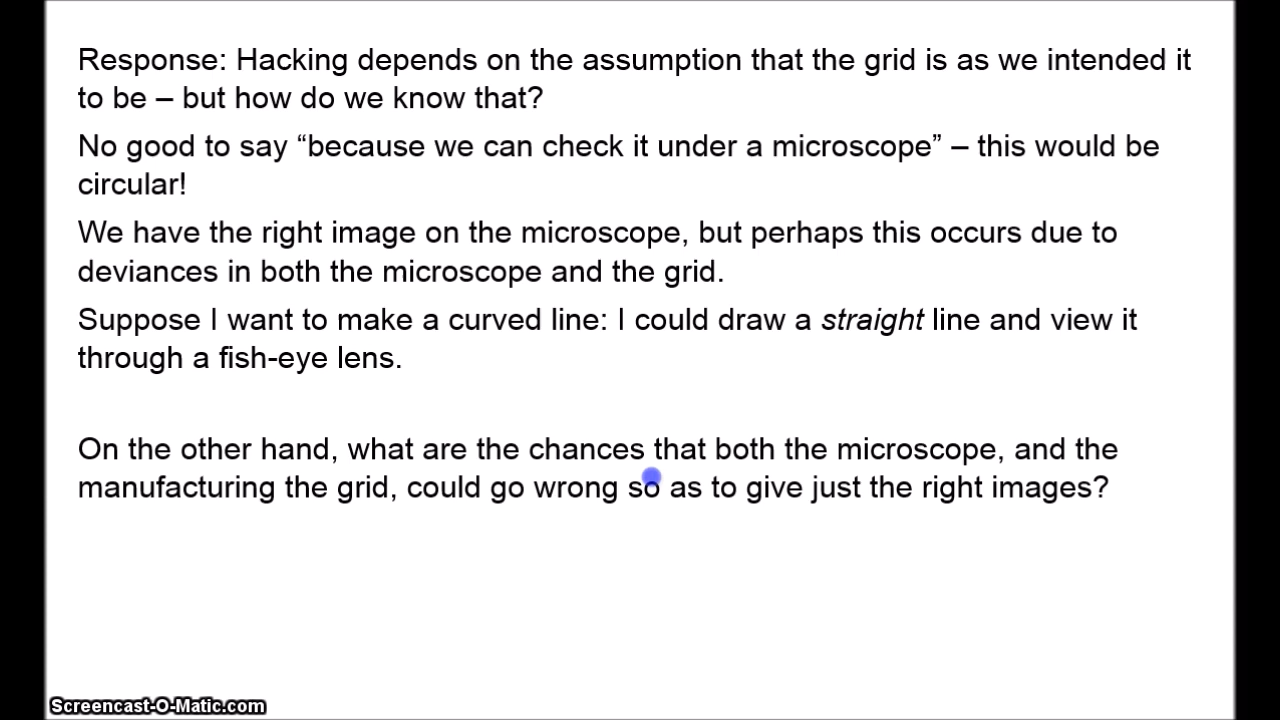 Response: Hacking depends on the assumption that the grid is as we intended it
to be – but how do we know that?
No good to say “because we can check it under a microscope” – this would be
circular!
We have the right image on the microscope, but perhaps this occurs due to
deviances in both the microscope and the grid.
Suppose I want to make a curved line: I could draw a straight line and view it
through a fish-eye lens.
On the other hand, what are the chances that both the microscope, and the
manufacturing the grid, could go wrong so as to give just the right images?
Screencast-O-Matic.com